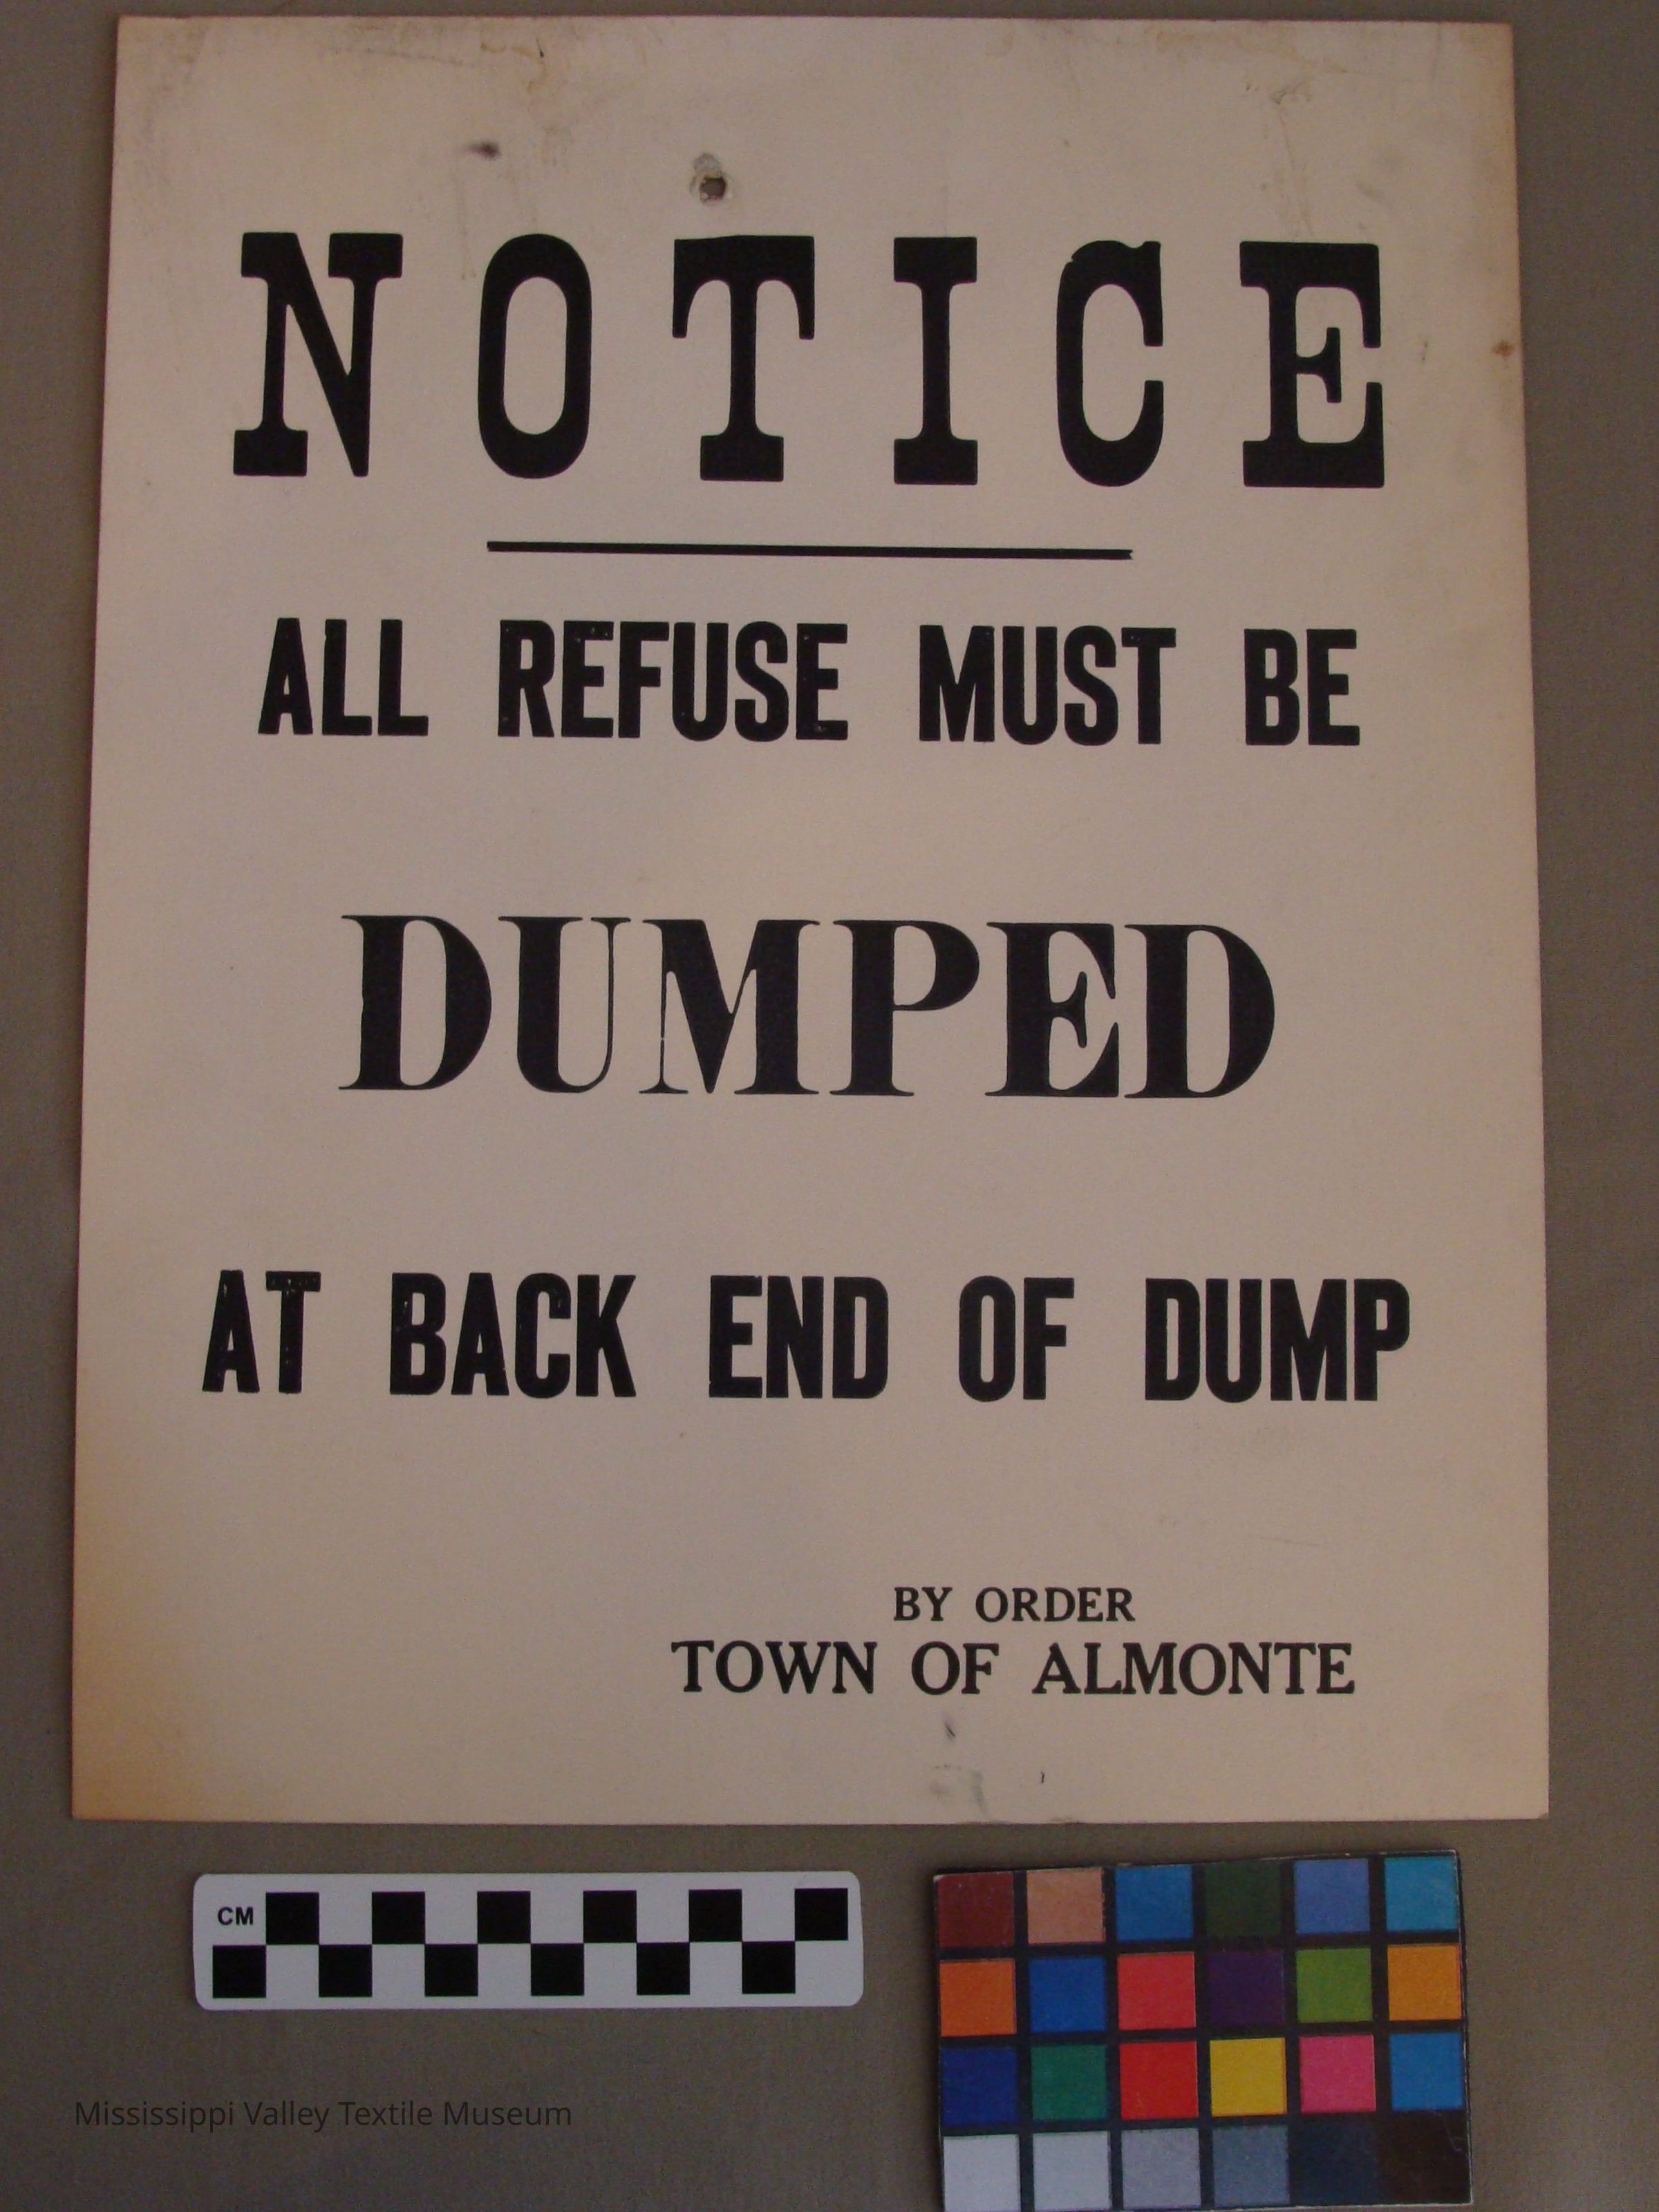 NOTICE
ALL REFUSE MUST BE
DUMPED
AT BACK END OF DUMP
BY ORDER
TOWN OF ALMONTE
CM
Mississippi Valley Textile Museum